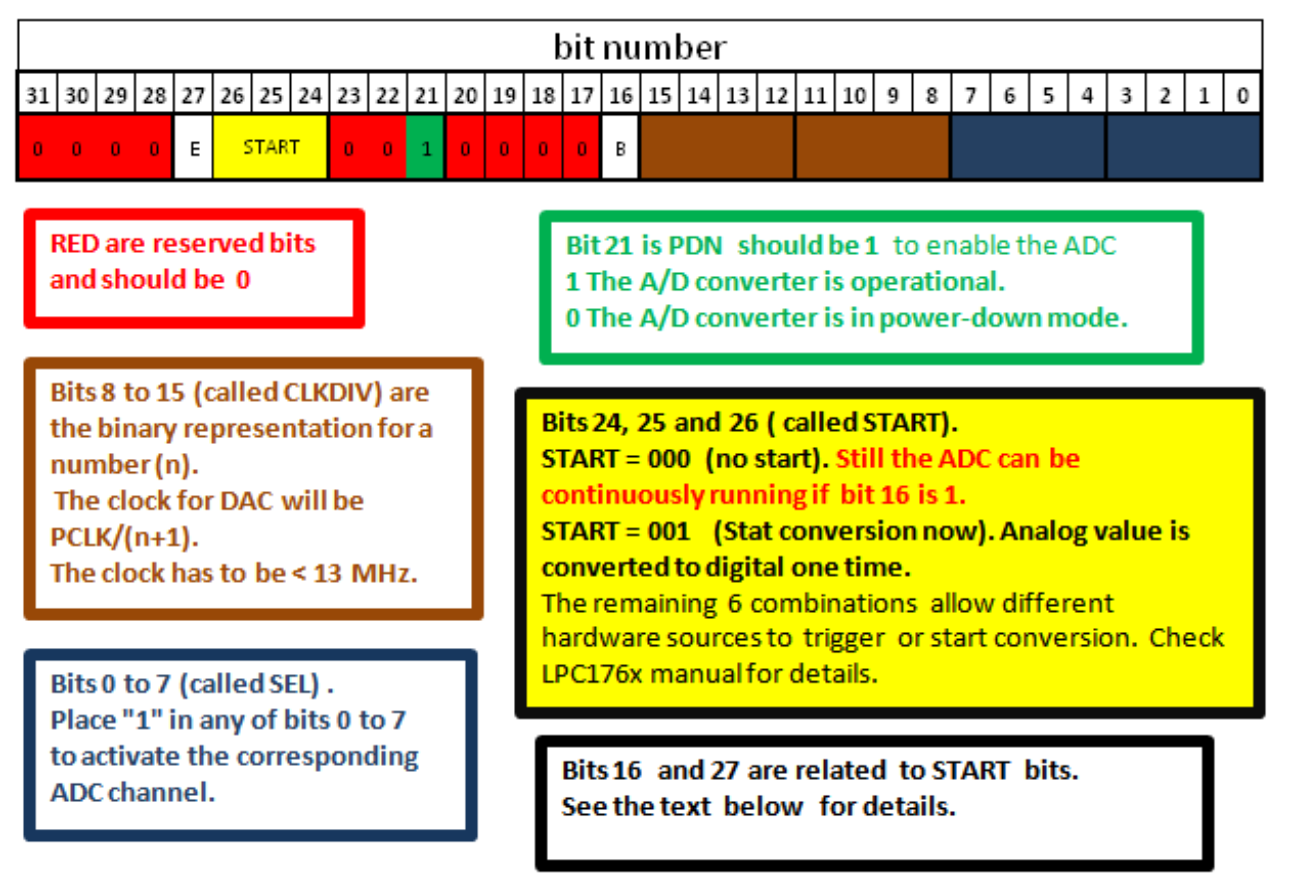 bit number
31 30 29 28 27 26 25 24 23 22 21 20 19 18 17 16 15 14 13 12 11 10 9 8 7 6 5 4 3 2 1 0
0 0 0 0 E START 0 0 1 0 0 0 0 B
RED are reserved bits
and should be 0
Bit 21 is PDN should be 1 to enable the ADC
1 The A/D converter is operational.
0 The A/D converter is in power-down mode.
Bits 8 to 15 (called CLKDIV) are
the binary representation for a
number (n).
The clock for DAC will be
PCLK/(n+1).
The clock has to be < 13 MHz.
Bits 24, 25 and 26 ( called START).
START = 000 (no start). Still the ADC can be
continuously running if bit 16 is 1.
START = 001 (Stat conversion now). Analog value is
converted to digital one time.
The remaining 6 combinations allow different
hardware sources to trigger or start conversion. Check
LPC176x manual for details.
Bits 0 to 7 (called SEL) .
Place "1" in any of bits 0 to 7
to activate the corresponding
ADC channel.
Bits 16 and 27 are related to START bits.
See the text below for details.